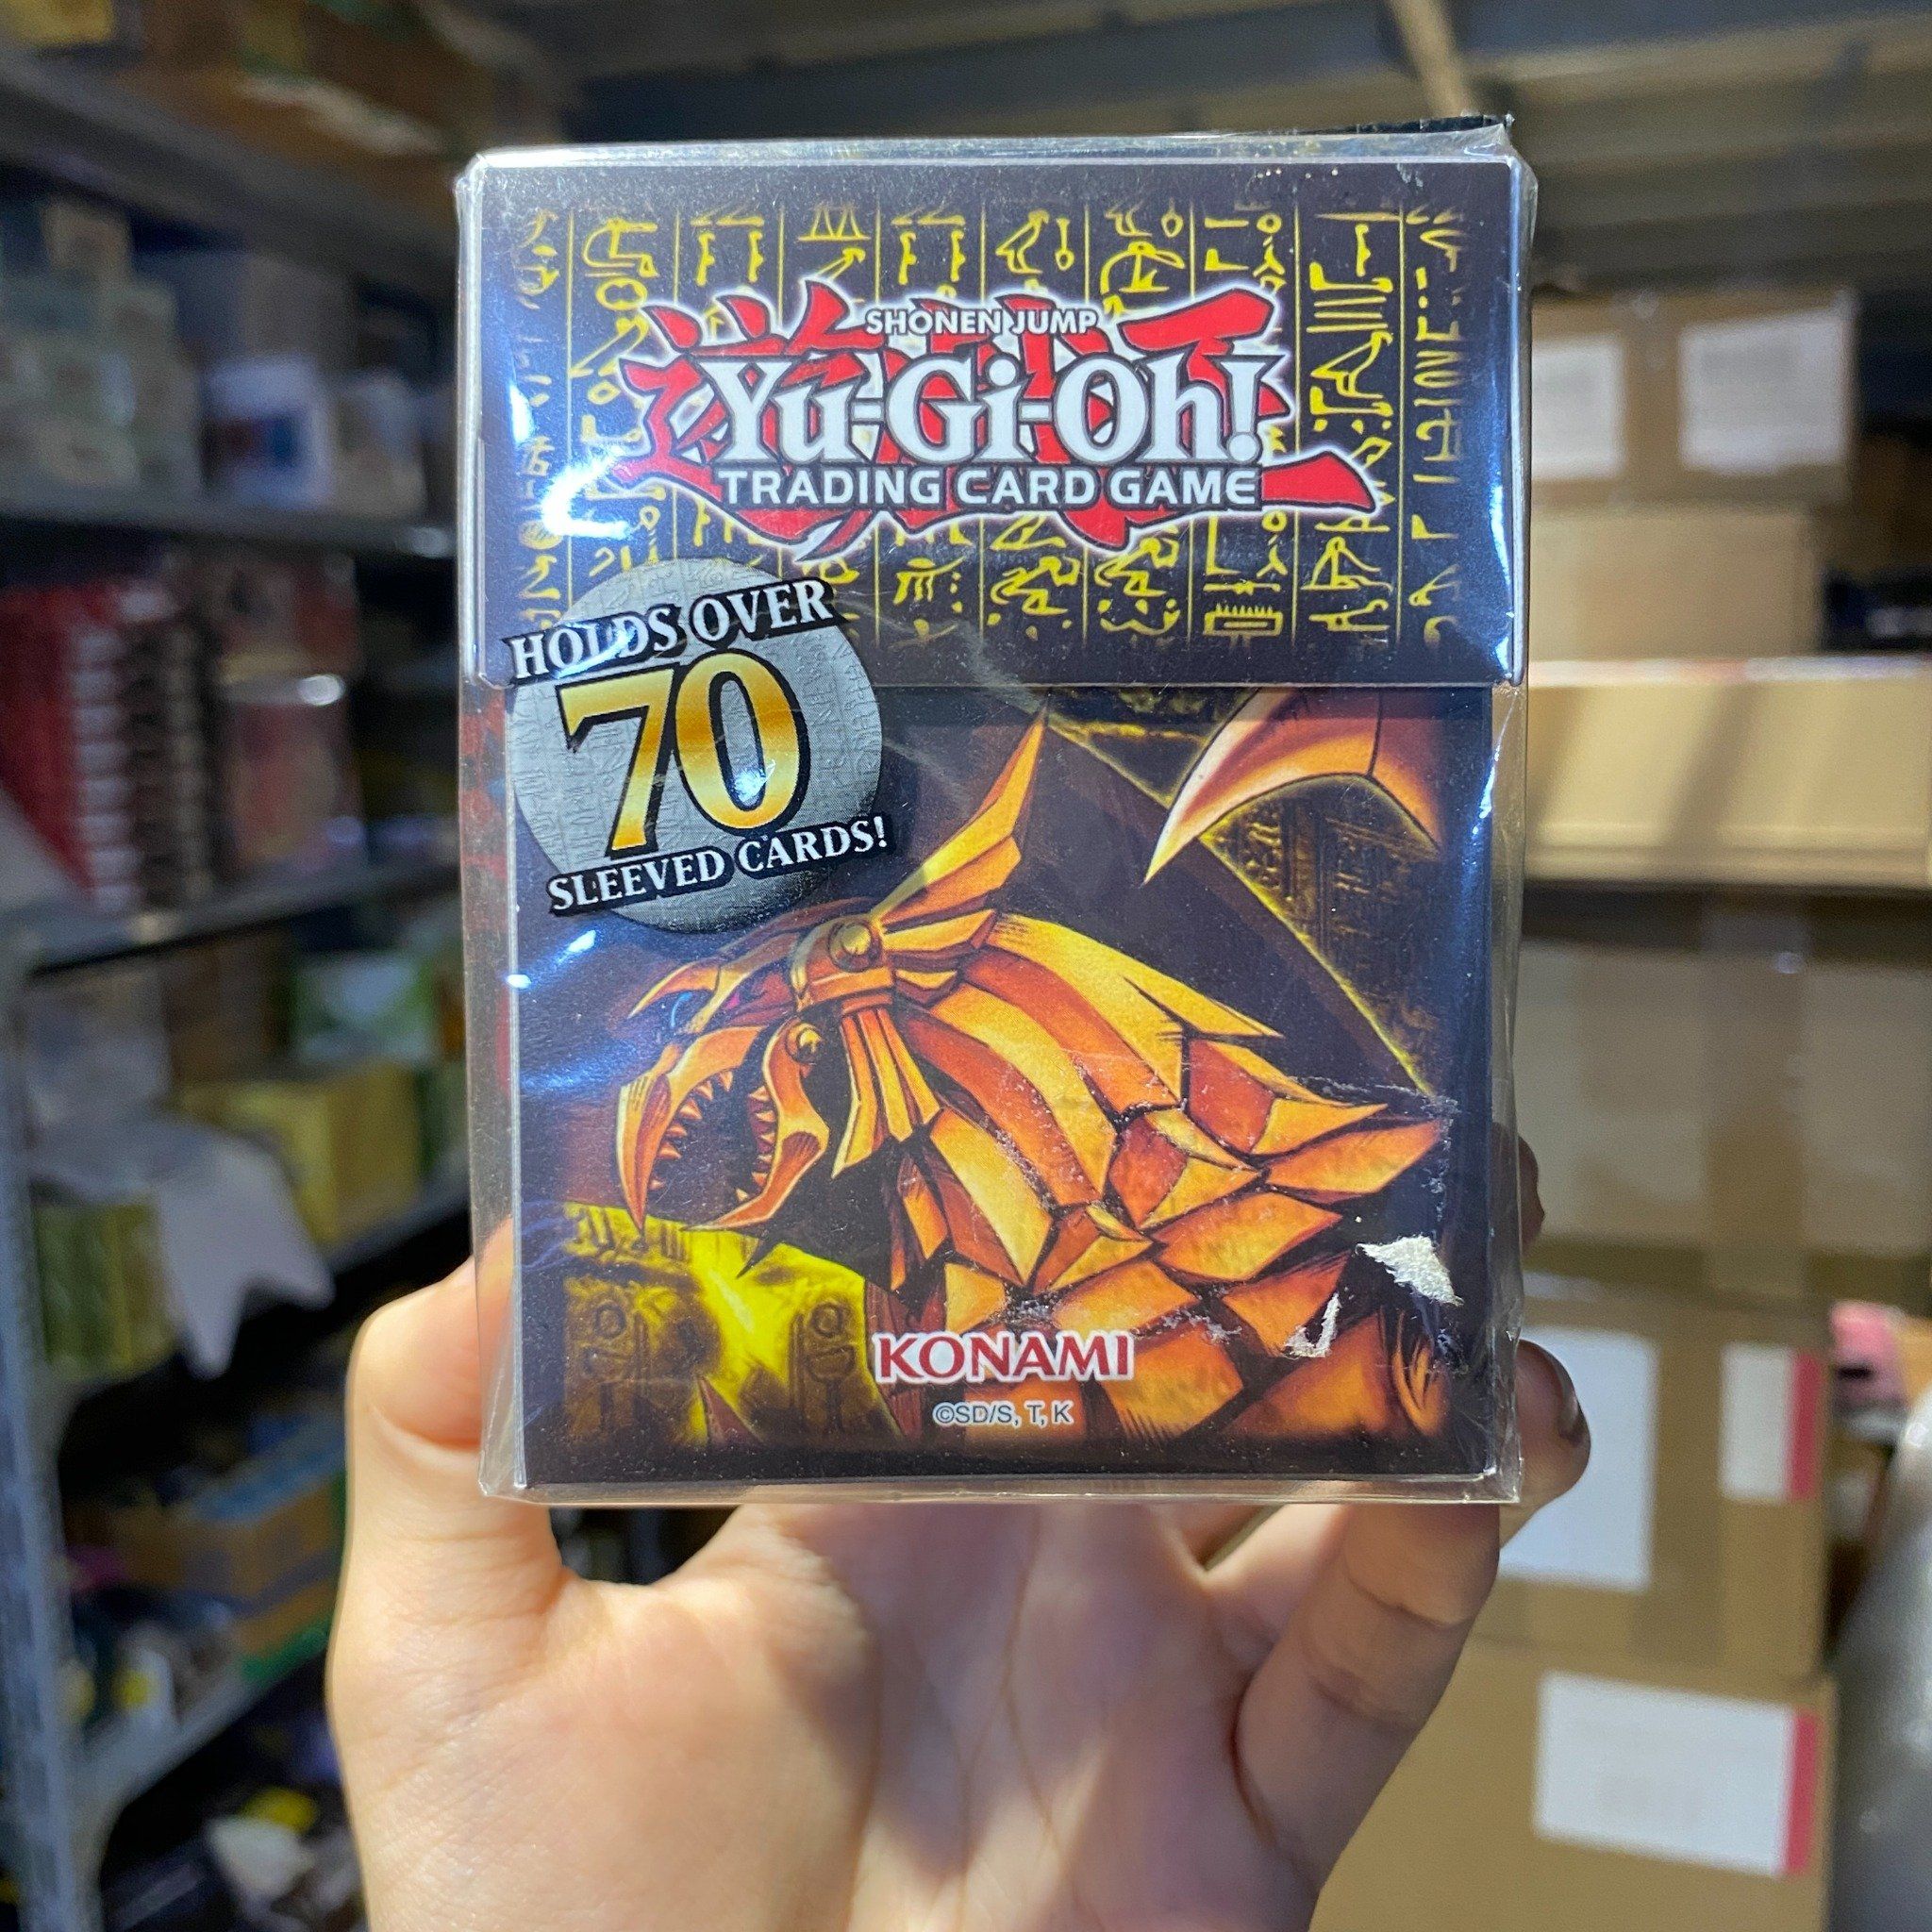 SHONEN JUMP
Yu-Gi-Oh!
TRADING CARD GAME
HOLDS OVER
70
SLEEVED CARDS!
KONAMI
©SD/S, T, K